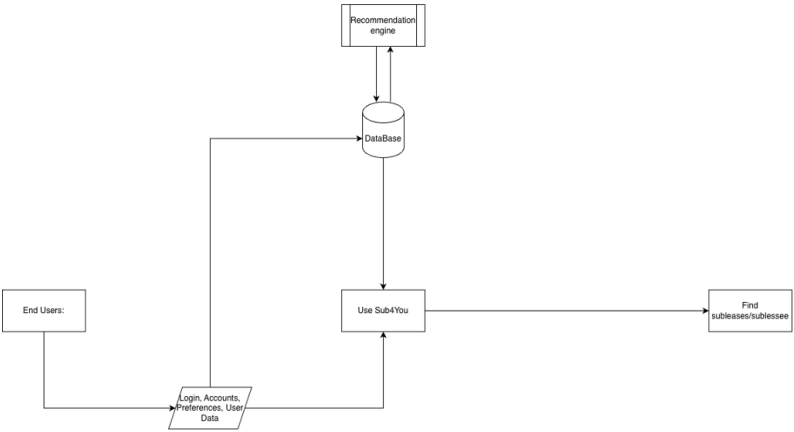 Recommendation
engine
DataBase
End Users:
Use Sub4You
Find
subleases/sublessee
Login, Accounts,
Preferences, User
Data